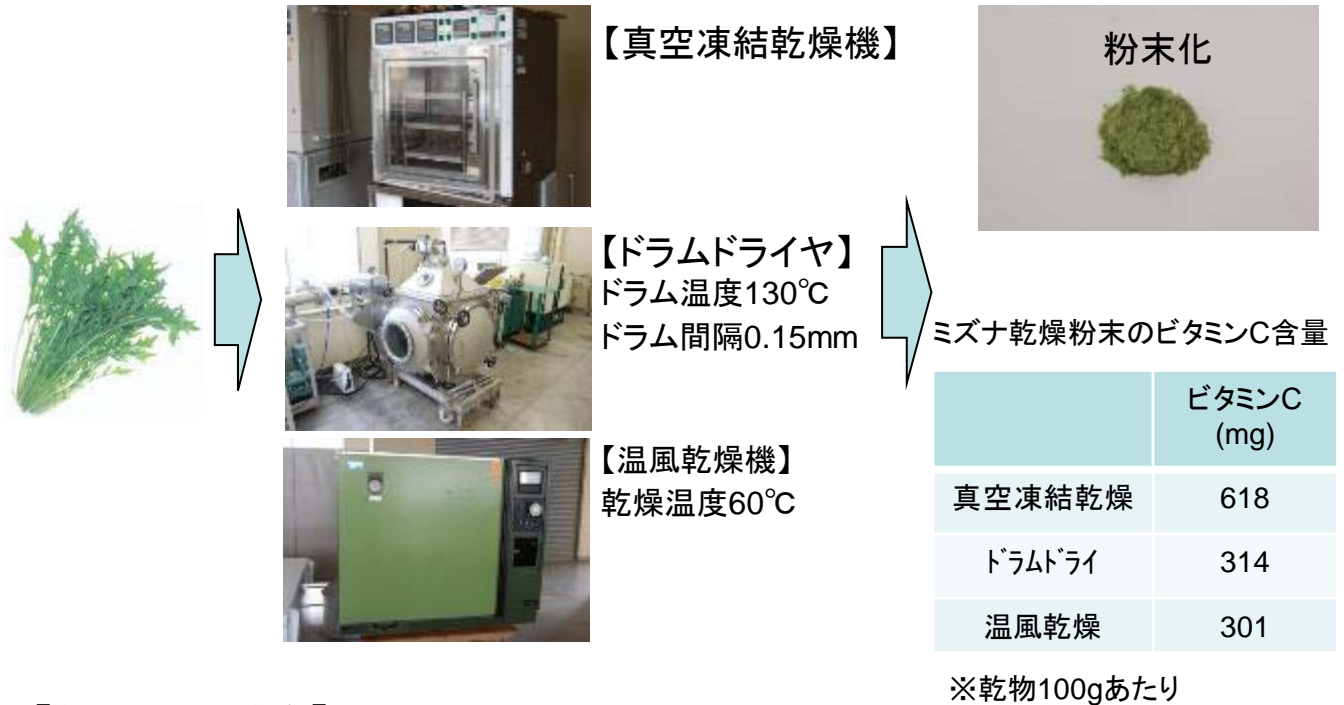 【真空凍結乾燥機】
粉末化
【ドラムドライヤ】
ドラム温度130℃
ドラム間隔0.15mm
【温風乾燥機】
乾燥温度60℃
ミズナ乾燥粉末のビタミンC含量
ビタミンC
(mg)
真空凍結乾燥 618
ﾄﾞﾗﾑﾄﾞﾗｲ 314
温風乾燥 301
※乾物100gあたり